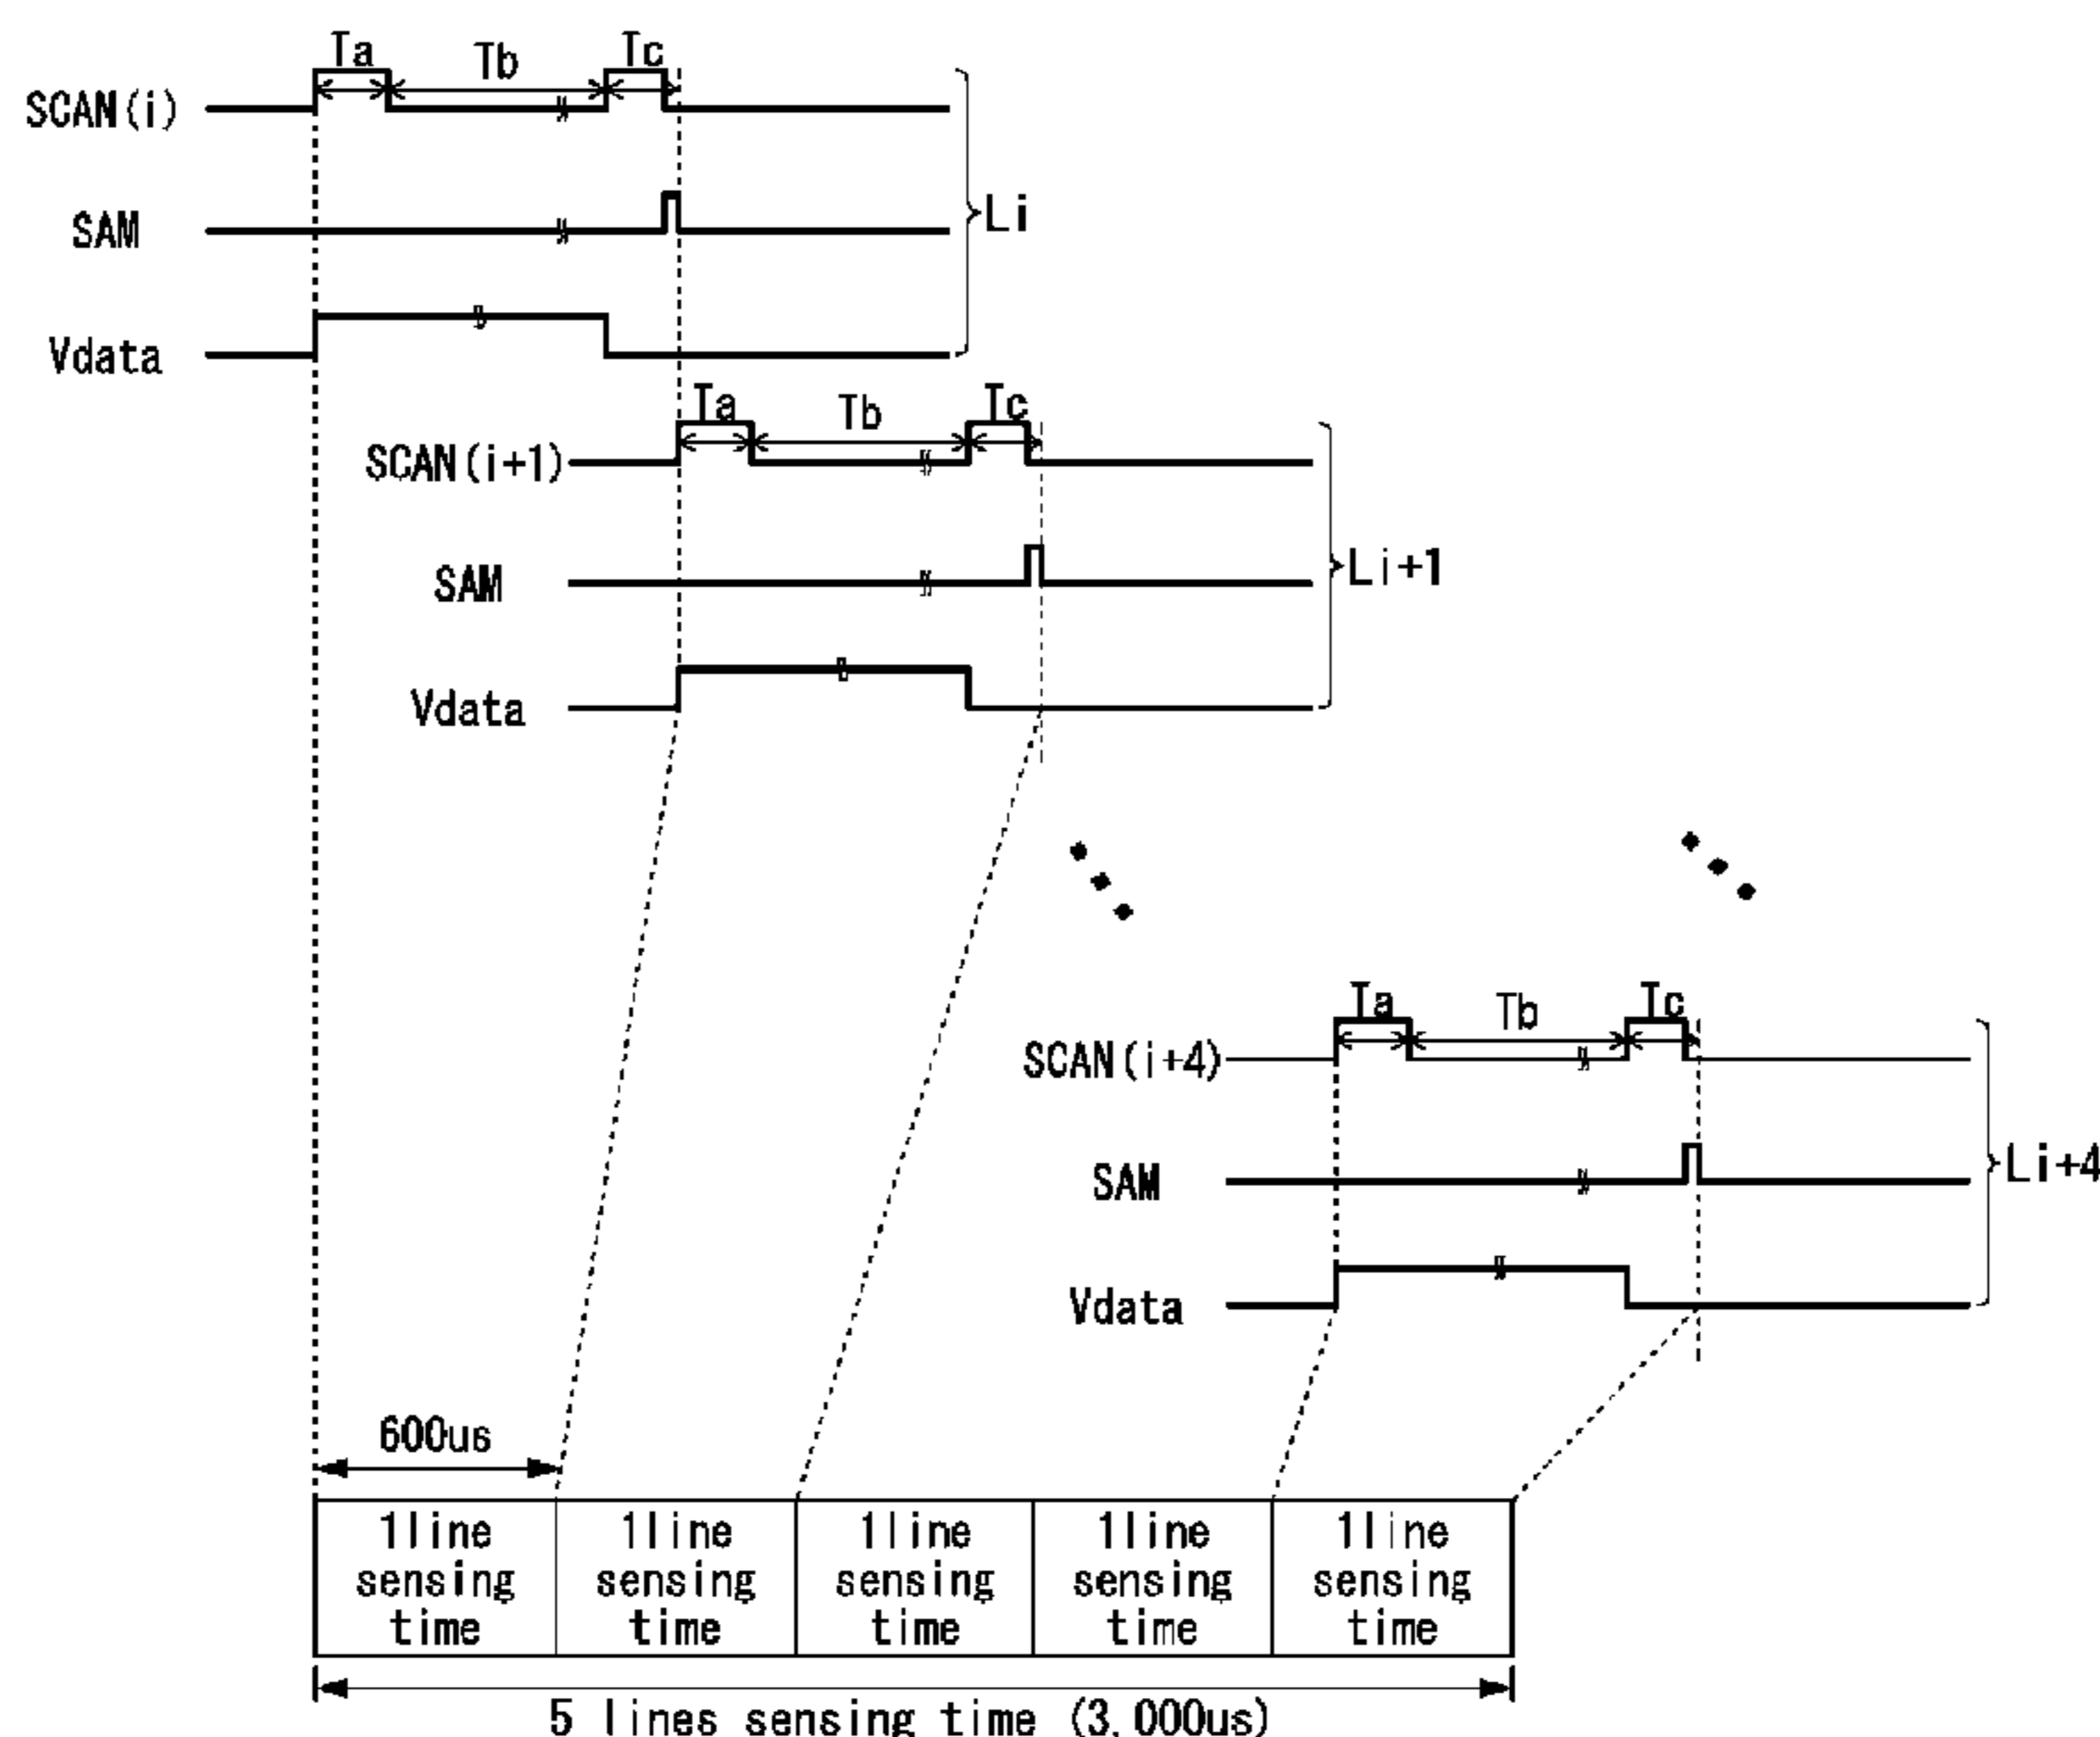 Ta Tb Tc
SCAN(i)
SAM
Li
Vdata
Ta Tb Tc
SCAN(i+1)
SAM
Li+1
Vdata
Ta Tb Tc
SCAN(i+4)
SAM
Li+4
Vdata
600us
1line sensing time
1line sensing time
1line sensing time
1line sensing time
1line sensing time
5 lines sensing time (3,000us)